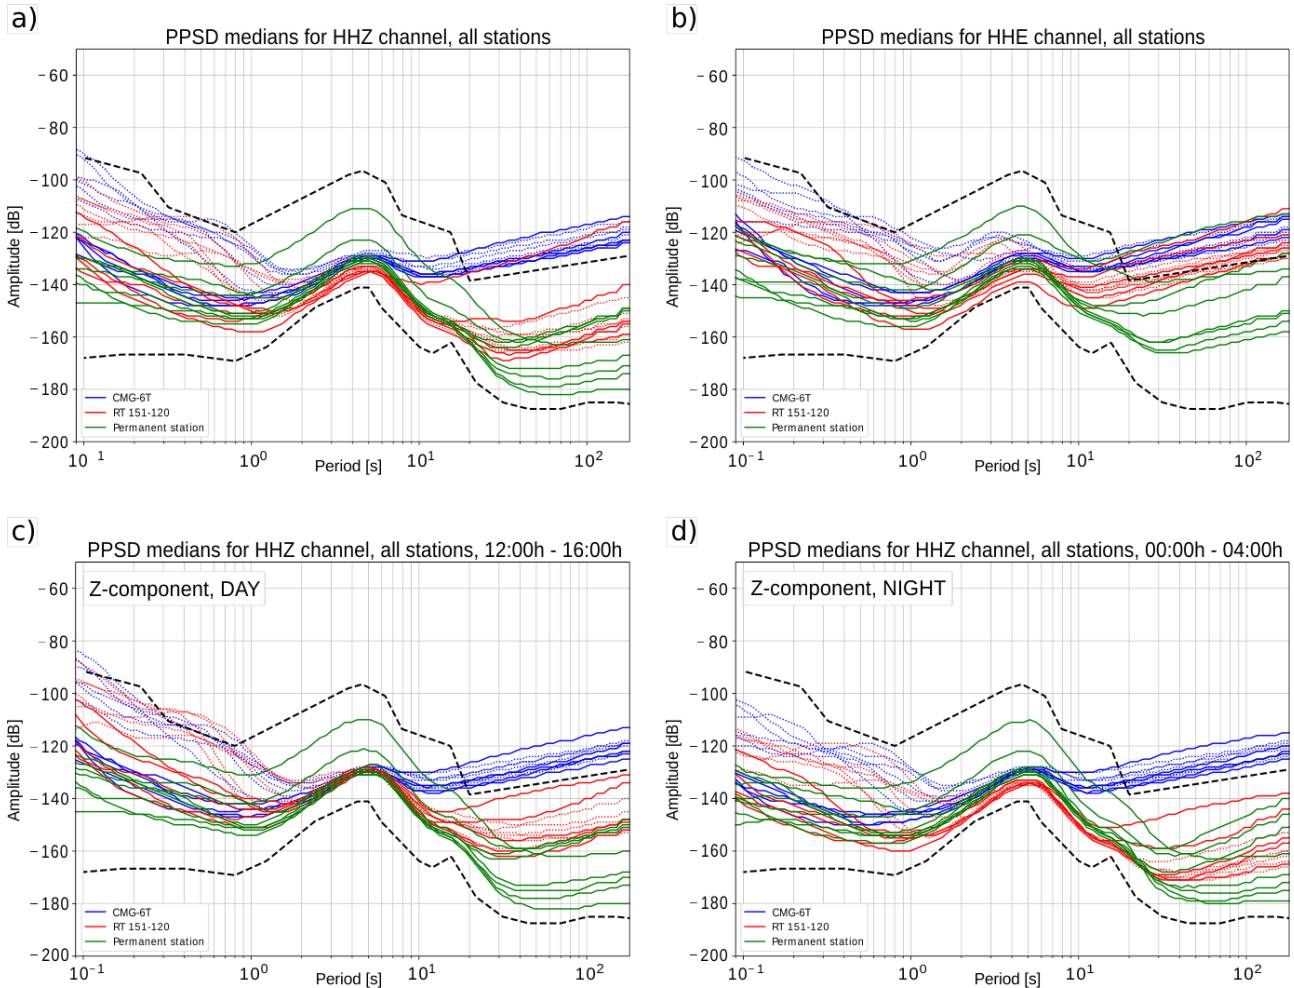 a)
PPSD medians for HHZ channel, all stations
Amplitude [dB]
−60
−80
−100
−120
−140
−160
−180
−200
CMG-6T
RT 151-120
Permanent station
10 1
10^0
10^1
10^2
Period [s]
b)
PPSD medians for HHE channel, all stations
Amplitude [dB]
−60
−80
−100
−120
−140
−160
−180
−200
CMG-6T
RT 151-120
Permanent station
10^−1
10^0
10^1
10^2
Period [s]
c)
PPSD medians for HHZ channel, all stations, 12:00h - 16:00h
Z-component, DAY
Amplitude [dB]
−60
−80
−100
−120
−140
−160
−180
−200
CMG-6T
RT 151-120
Permanent station
10^−1
10^0
10^1
10^2
Period [s]
d)
PPSD medians for HHZ channel, all stations, 00:00h - 04:00h
Z-component, NIGHT
Amplitude [dB]
−60
−80
−100
−120
−140
−160
−180
−200
CMG-6T
RT 151-120
Permanent station
10^−1
10^0
10^1
10^2
Period [s]